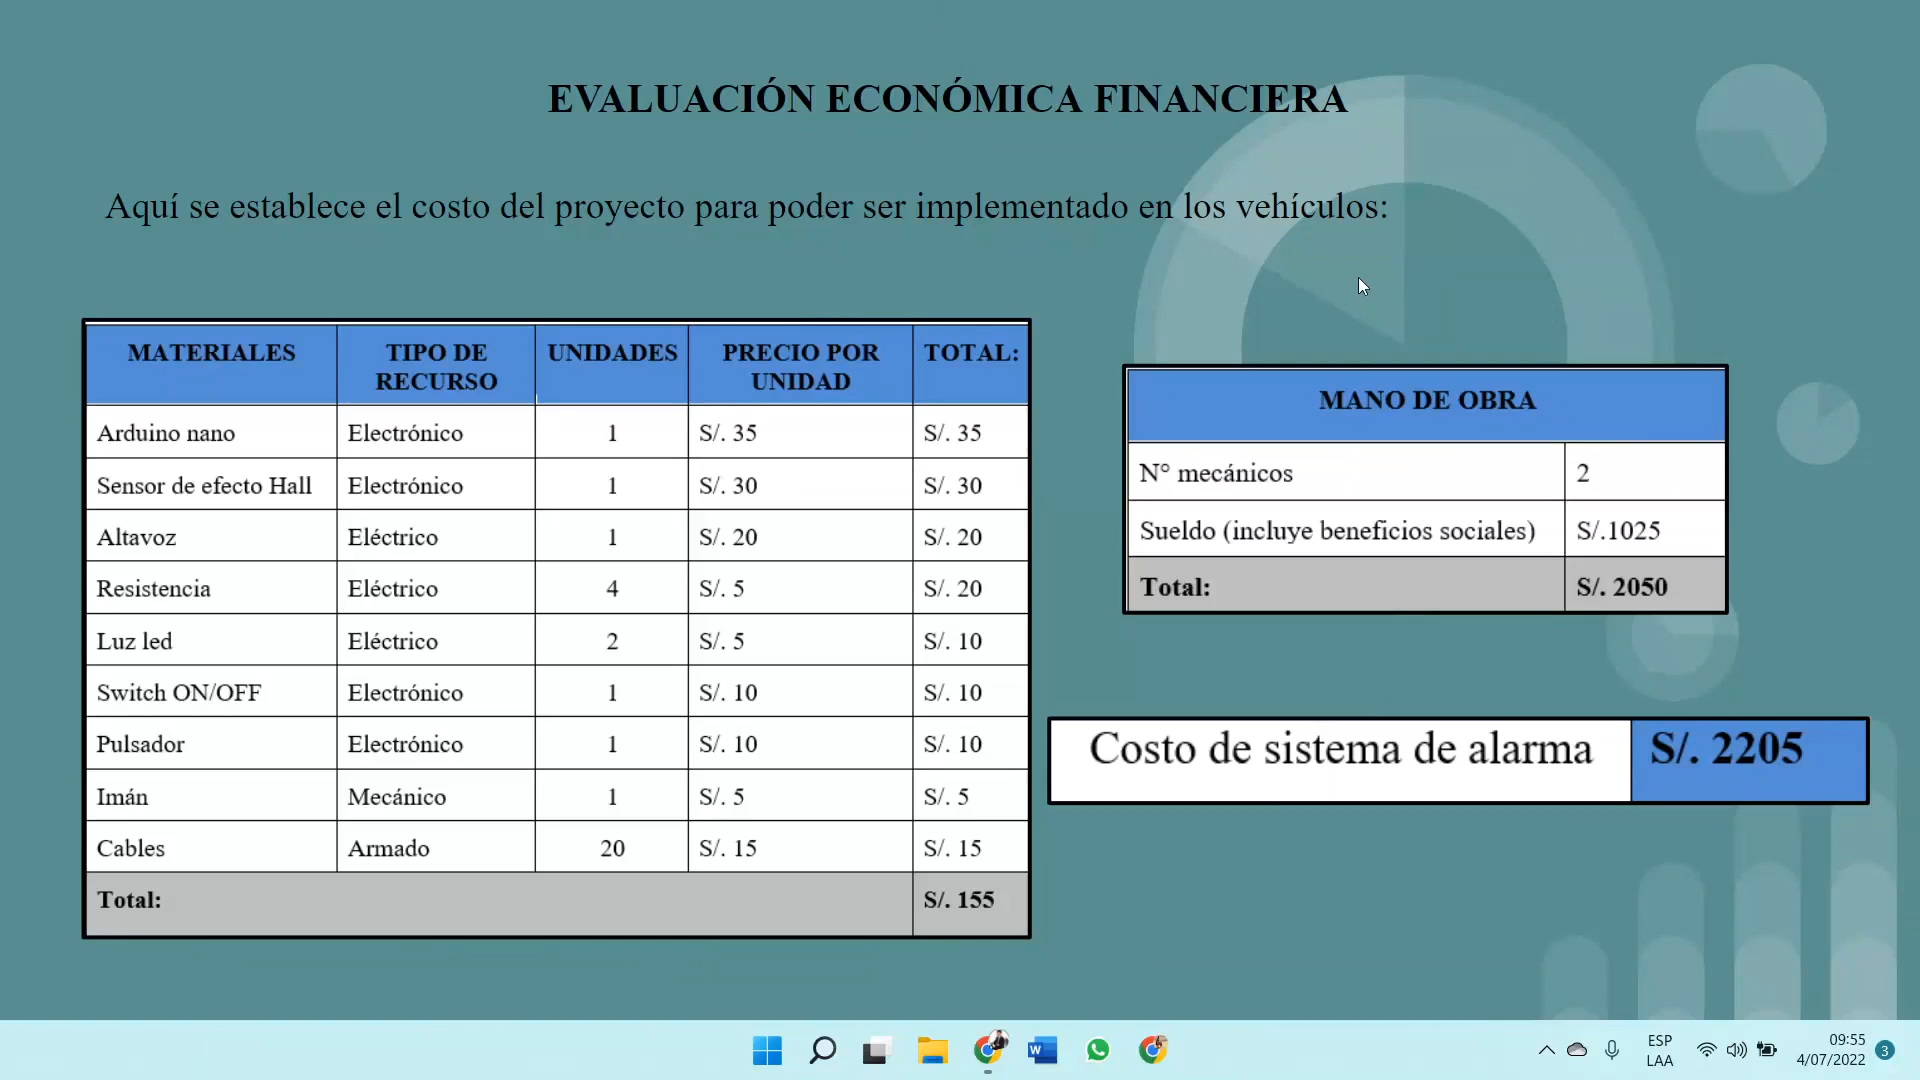 EVALUACIÓN ECONÓMICA FINANCIERA
Aquí se establece el costo del proyecto para poder ser implementado en los vehículos:
MATERIALES TIPO DE RECURSO UNIDADES PRECIO POR UNIDAD TOTAL:
Arduino nano Electrónico 1 S/. 35 S/. 35
Sensor de efecto Hall Electrónico 1 S/. 30 S/. 30
Altavoz Eléctrico 1 S/. 20 S/. 20
Resistencia Eléctrico 4 S/. 5 S/. 20
Luz led Eléctrico 2 S/. 5 S/. 10
Switch ON/OFF Electrónico 1 S/. 10 S/. 10
Pulsador Electrónico 1 S/. 10 S/. 10
Imán Mecánico 1 S/. 5 S/. 5
Cables Armado 20 S/. 15 S/. 15
Total: S/. 155
MANO DE OBRA
N° mecánicos 2
Sueldo (incluye beneficios sociales) S/.1025
Total: S/. 2050
Costo de sistema de alarma S/. 2205
W
ESP
LAA
09:55
4/07/2022
3